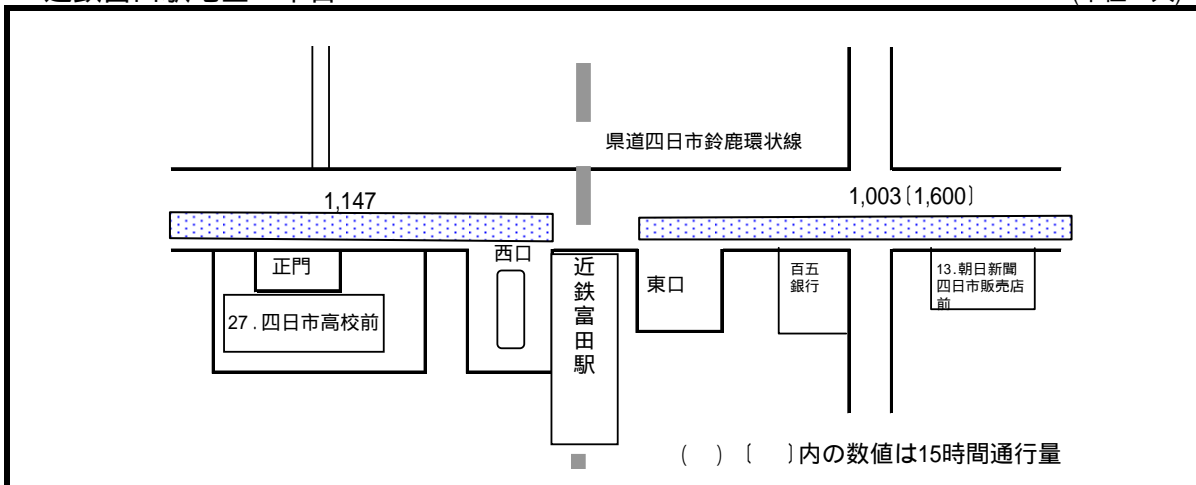 県道四日市鈴鹿環状線
1,147
1,003〔1,600〕
正門
西口
近鉄富田駅
東口
百五
銀行
13.朝日新聞
四日市販売店
前
27．四日市高校前
(　) 〔　〕内の数値は15時間通行量